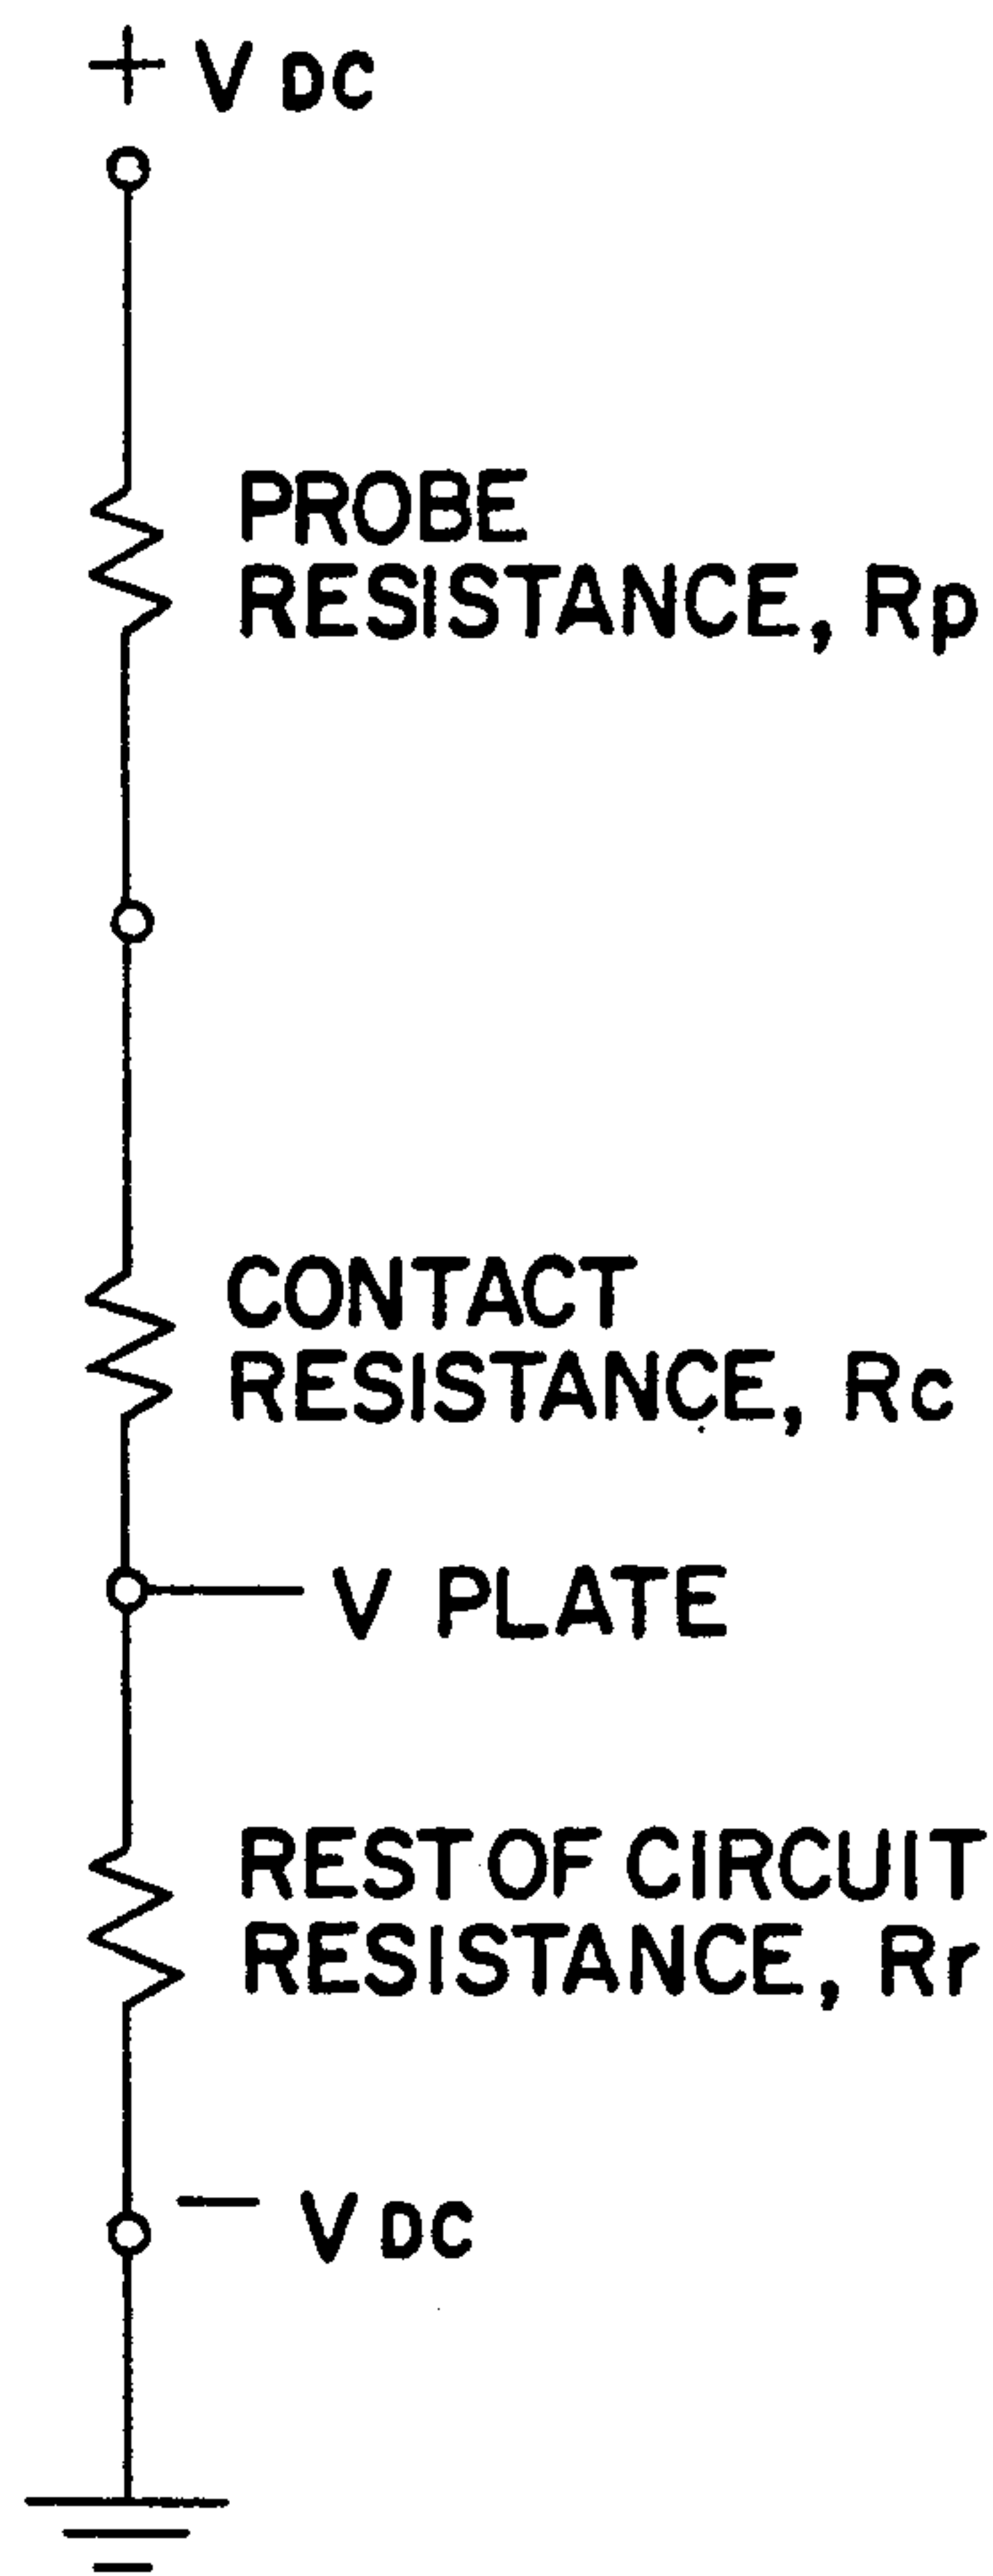 + V DC
PROBE
RESISTANCE, Rp
CONTACT
RESISTANCE, Rc
V PLATE
REST OF CIRCUIT
RESISTANCE, Rr
— V DC